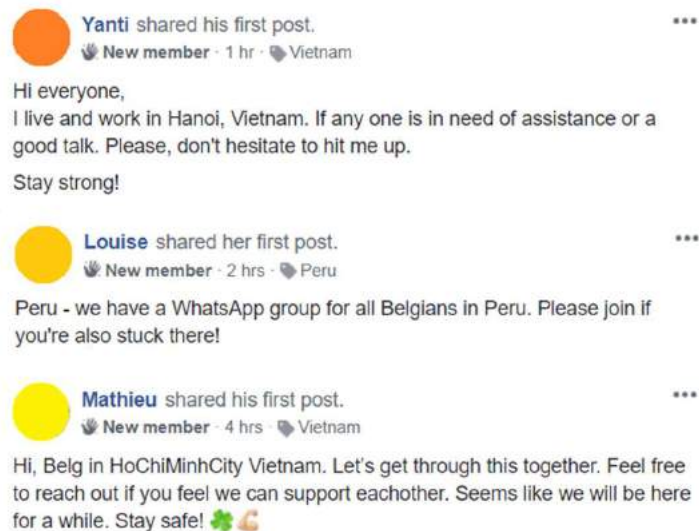 Yanti shared his first post.
New member · 1 hr · Vietnam
Hi everyone,
I live and work in Hanoi, Vietnam. If any one is in need of assistance or a
good talk. Please, don't hesitate to hit me up.
Stay strong!
Louise shared her first post.
New member · 2 hrs · Peru
Peru - we have a WhatsApp group for all Belgians in Peru. Please join if
you're also stuck there!
Mathieu shared his first post.
New member · 4 hrs · Vietnam
Hi, Belg in HoChiMinhCity Vietnam. Let's get through this together. Feel free
to reach out if you feel we can support eachother. Seems like we will be here
for a while. Stay safe! 🍀💪🏼